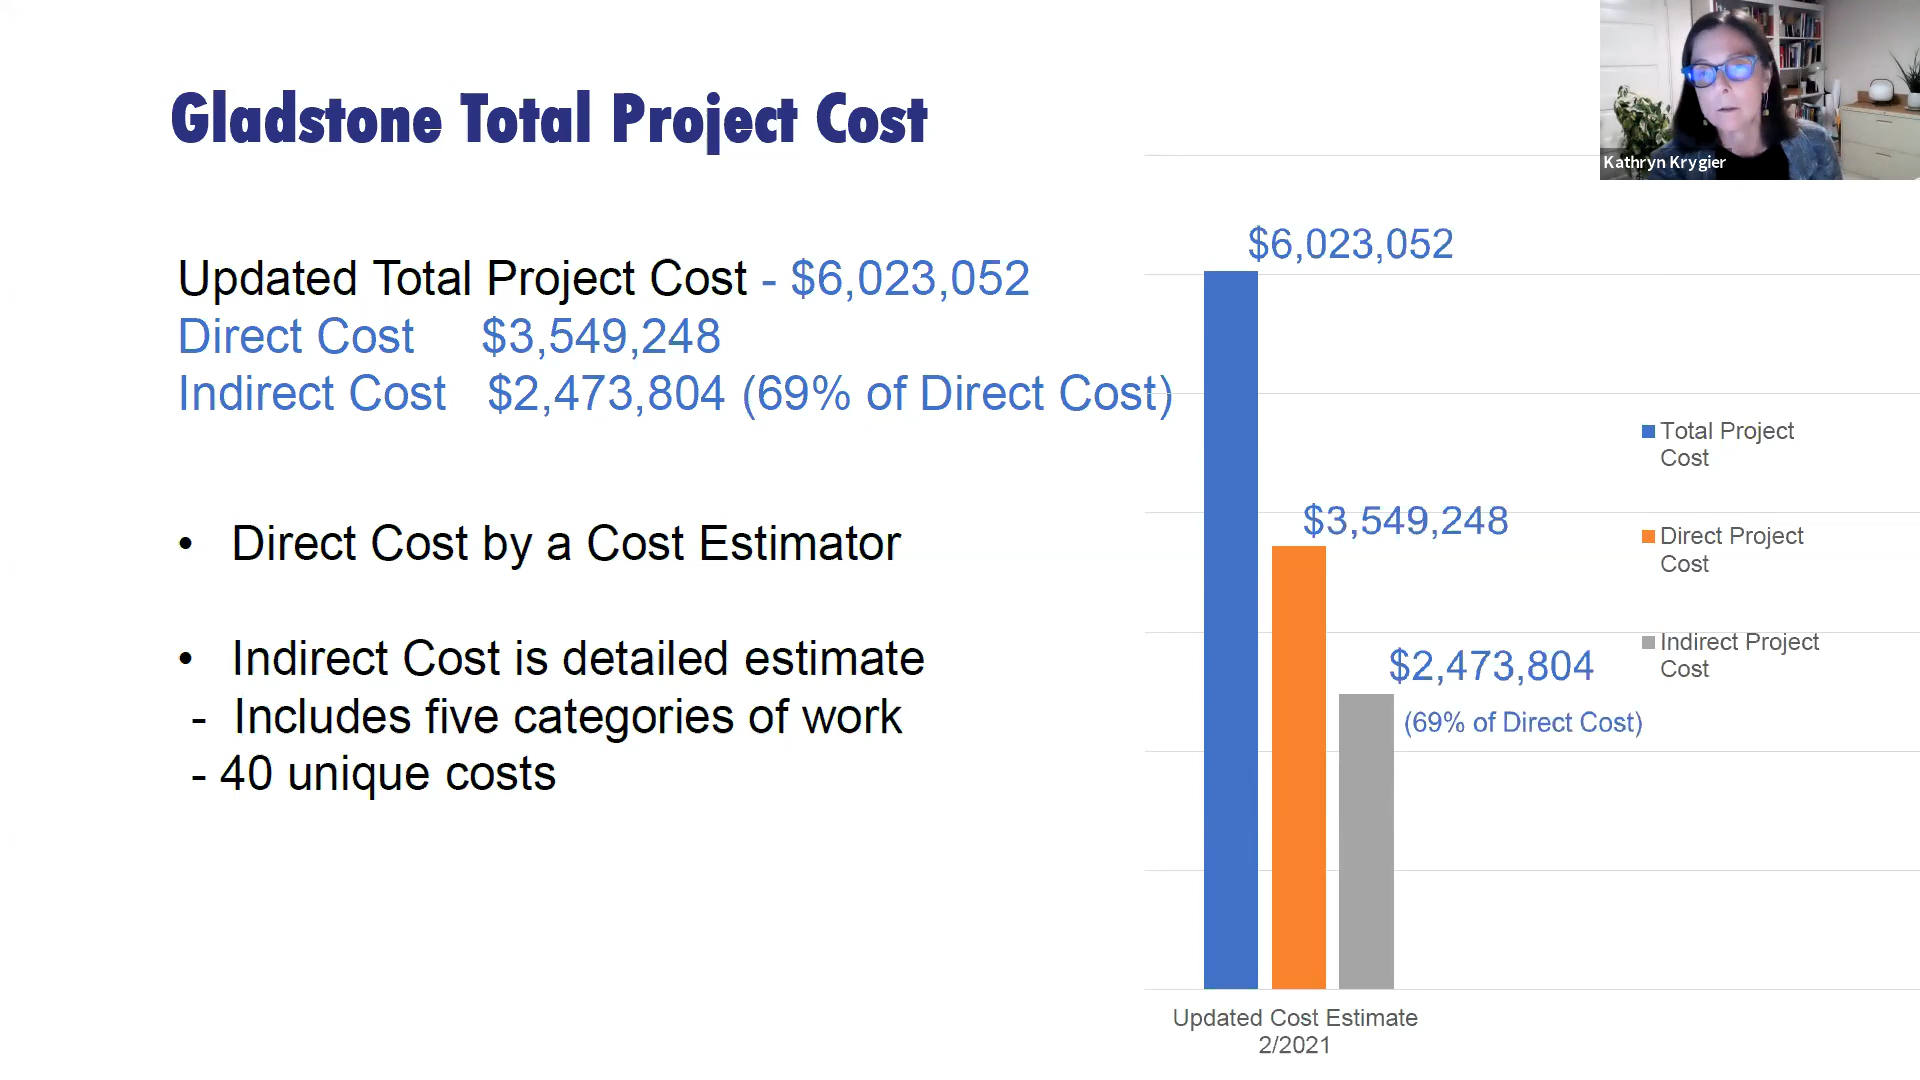 Gladstone Total Project Cost
Kathryn Krygier
Updated Total Project Cost - $6,023,052
Direct Cost $3,549,248
Indirect Cost $2,473,804 (69% of Direct Cost)
• Direct Cost by a Cost Estimator
• Indirect Cost is detailed estimate
- Includes five categories of work
- 40 unique costs
$6,023,052
$3,549,248
$2,473,804
(69% of Direct Cost)
Total Project
Cost
Direct Project
Cost
Indirect Project
Cost
Updated Cost Estimate
2/2021